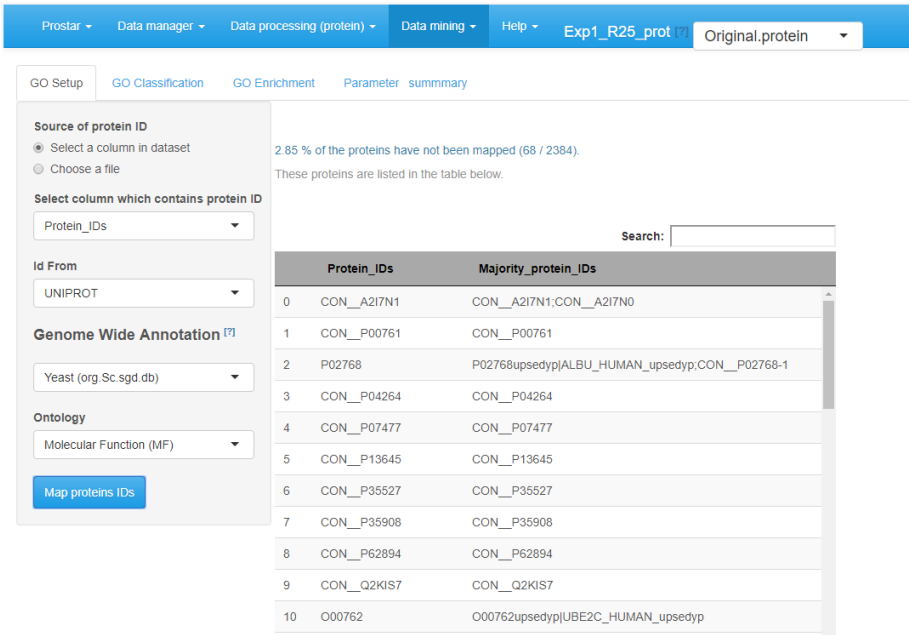 Prostar Data manager Data processing (protein) Data mining Help Exp1_R25_prot [?] Original.protein
GO Setup GO Classification GO Enrichment Parameter summmary
Source of protein ID
Select a column in dataset
Choose a file
Select column which contains protein ID
Protein_IDs
Id From
UNIPROT
Genome Wide Annotation [?]
Yeast (org.Sc.sgd.db)
Ontology
Molecular Function (MF)
Map proteins IDs
2.85 % of the proteins have not been mapped (68 / 2384).
These proteins are listed in the table below.
Search:
Protein_IDs Majority_protein_IDs
0 CON__A2I7N1 CON__A2I7N1;CON__A2I7N0
1 CON__P00761 CON__P00761
2 P02768 P02768upsedyp|ALBU_HUMAN_upsedyp;CON__P02768-1
3 CON__P04264 CON__P04264
4 CON__P07477 CON__P07477
5 CON__P13645 CON__P13645
6 CON__P35527 CON__P35527
7 CON__P35908 CON__P35908
8 CON__P62894 CON__P62894
9 CON__Q2KIS7 CON__Q2KIS7
10 O00762 O00762upsedyp|UBE2C_HUMAN_upsedyp